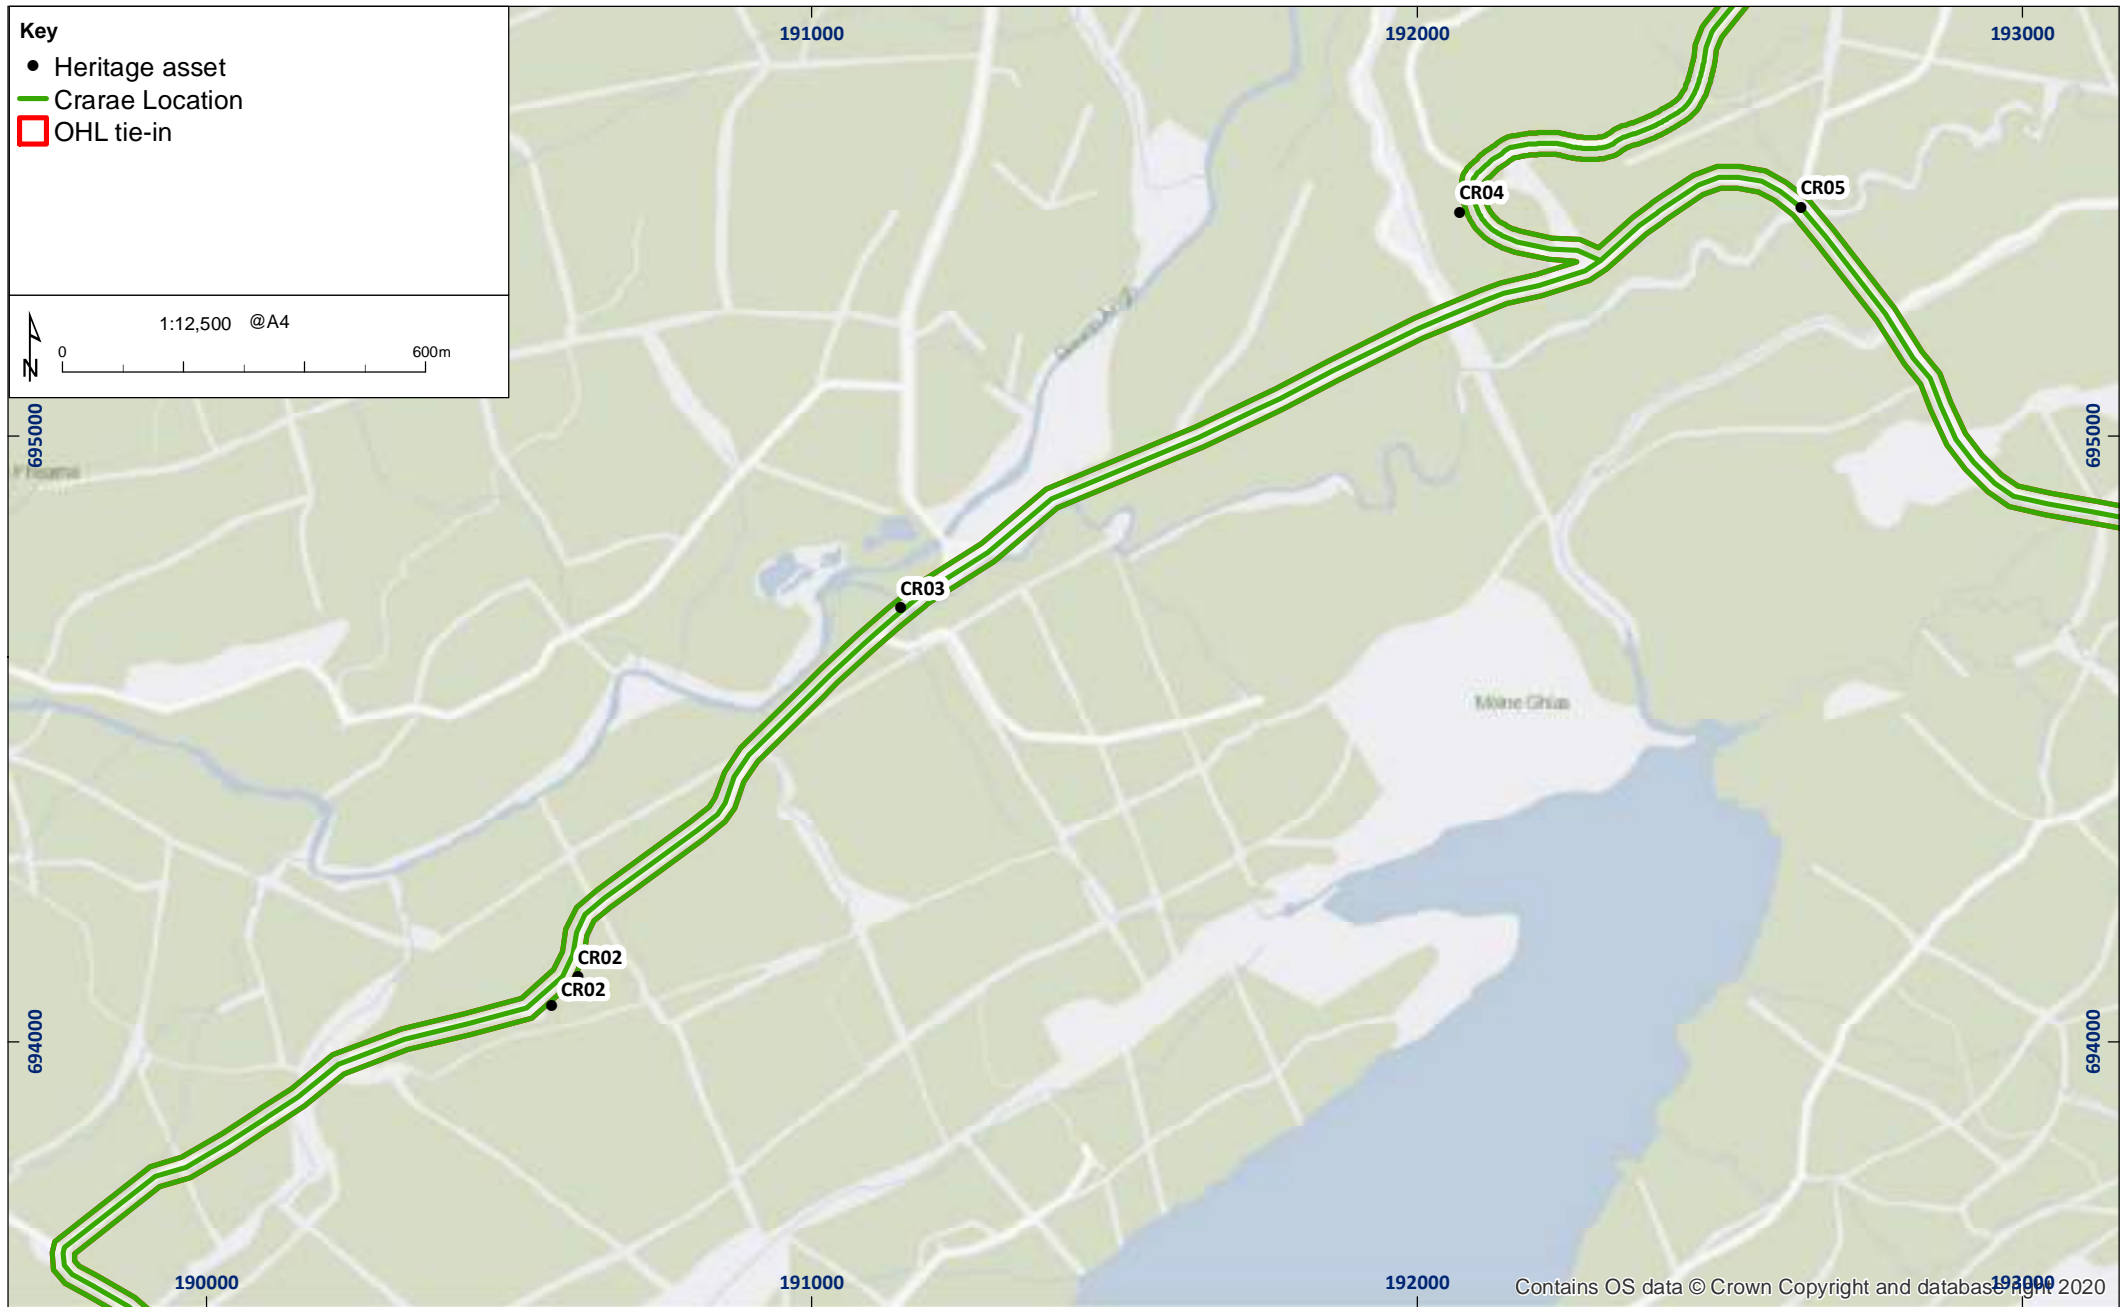 Key
Heritage asset
Crarae Location
OHL tie-in
1:12,500 @A4
0 600m
N
191000 192000 193000
CR04
CR05
695000 695000
CR03
Moine Ghlas
CR02
CR02
694000 694000
190000 191000 192000 193000
Contains OS data © Crown Copyright and database right 2020